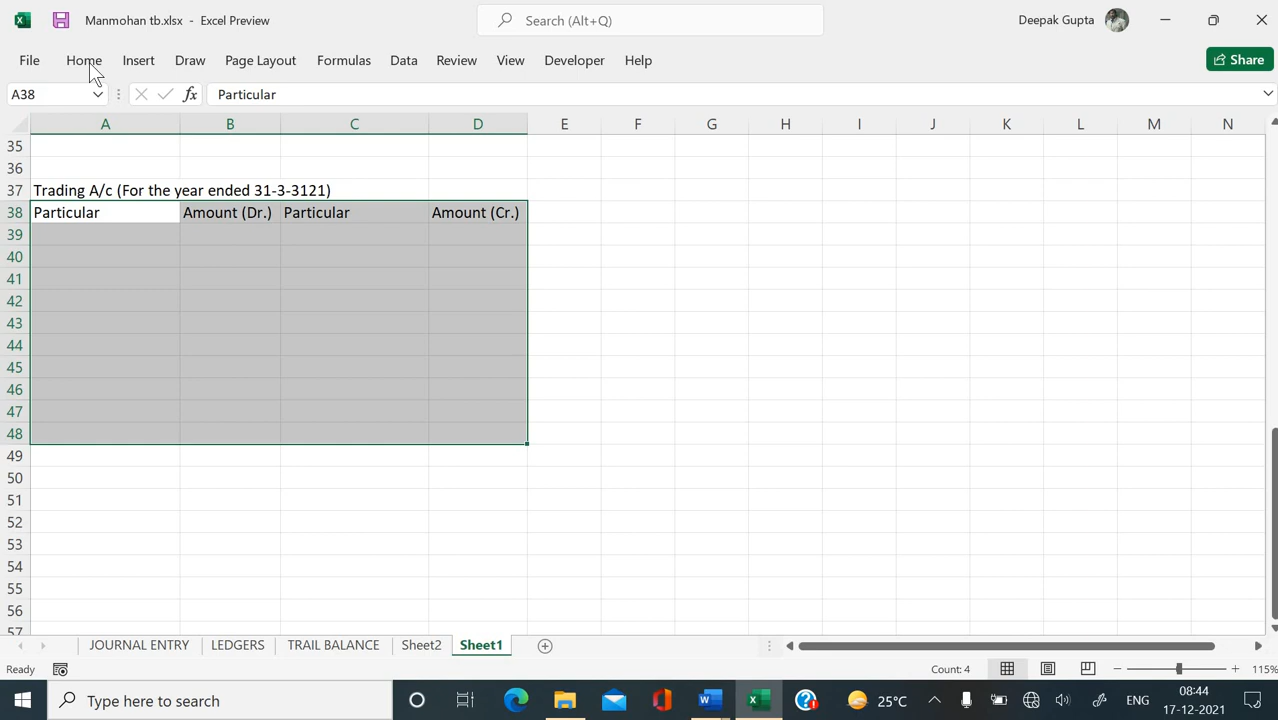 Manmohan tb.xlsx - Excel Preview
Search (Alt+Q)
Deepak Gupta
File Home Insert Draw Page Layout Formulas Data Review View Developer Help
Share
A38
fx Particular
A B C D E F G H I J K L M N
35
36
37 Trading A/c (For the year ended 31-3-3121)
38 Particular Amount (Dr.) Particular Amount (Cr.)
39
40
41
42
43
44
45
46
47
48
49
50
51
52
53
54
55
56
57
JOURNAL ENTRY LEDGERS TRAIL BALANCE Sheet2 Sheet1
Ready
Count: 4
115%
Type here to search
25°C
ENG
08:44
17-12-2021